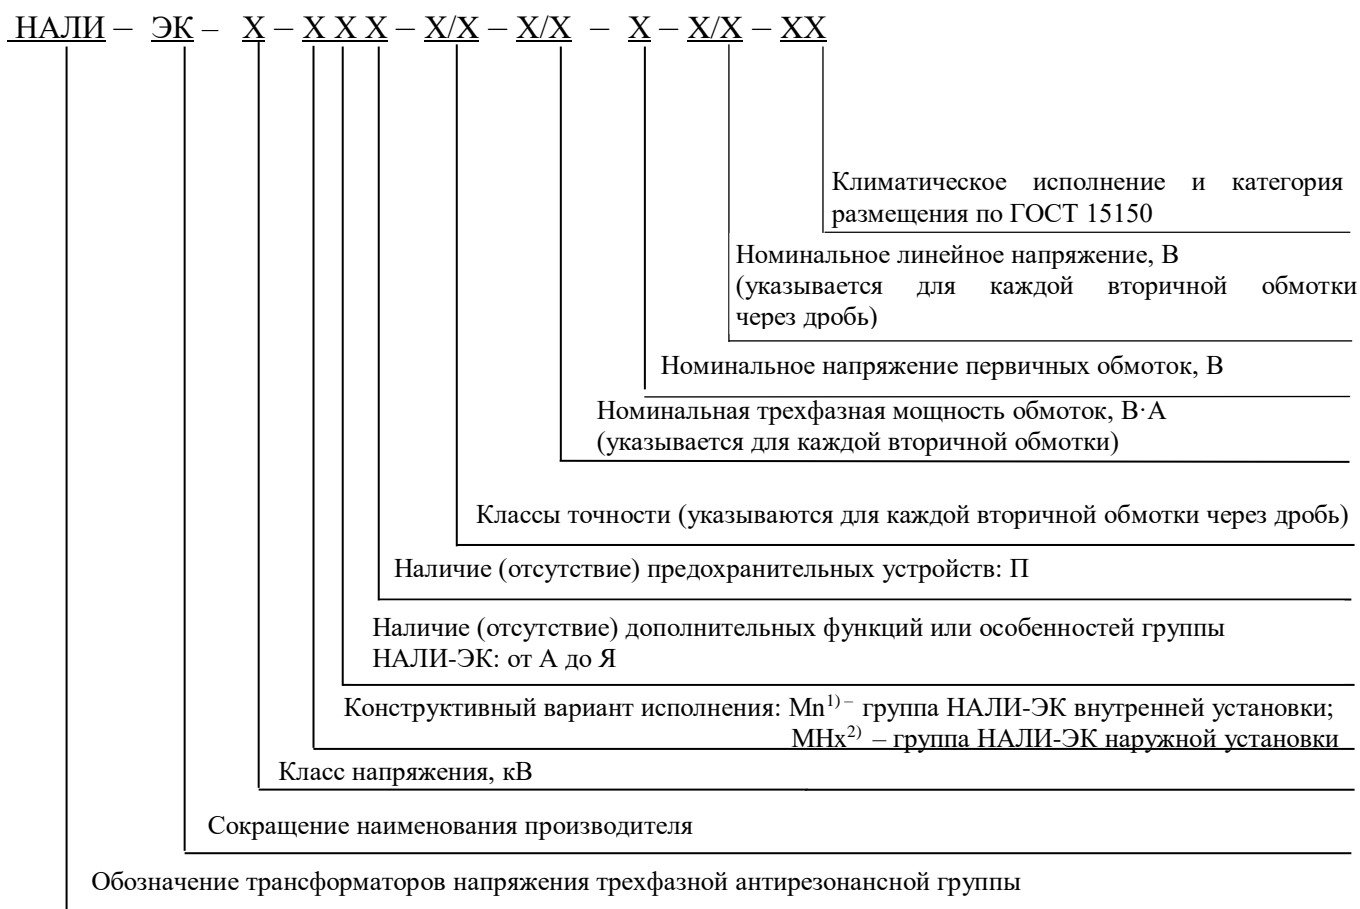 НАЛИ – ЭК – Х – Х Х Х – Х/Х – Х/Х – Х – Х/Х – ХХ
Климатическое исполнение и категория
размещения по ГОСТ 15150
Номинальное линейное напряжение, В
(указывается для каждой вторичной обмотки
через дробь)
Номинальное напряжение первичных обмоток, В
Номинальная трехфазная мощность обмоток, В·А
(указывается для каждой вторичной обмотки)
Классы точности (указываются для каждой вторичной обмотки через дробь)
Наличие (отсутствие) предохранительных устройств: П
Наличие (отсутствие) дополнительных функций или особенностей группы
НАЛИ-ЭК: от А до Я
Конструктивный вариант исполнения: Мn¹⁾ – группа НАЛИ-ЭК внутренней установки;
МНх²⁾ – группа НАЛИ-ЭК наружной установки
Класс напряжения, кВ
Сокращение наименования производителя
Обозначение трансформаторов напряжения трехфазной антирезонансной группы